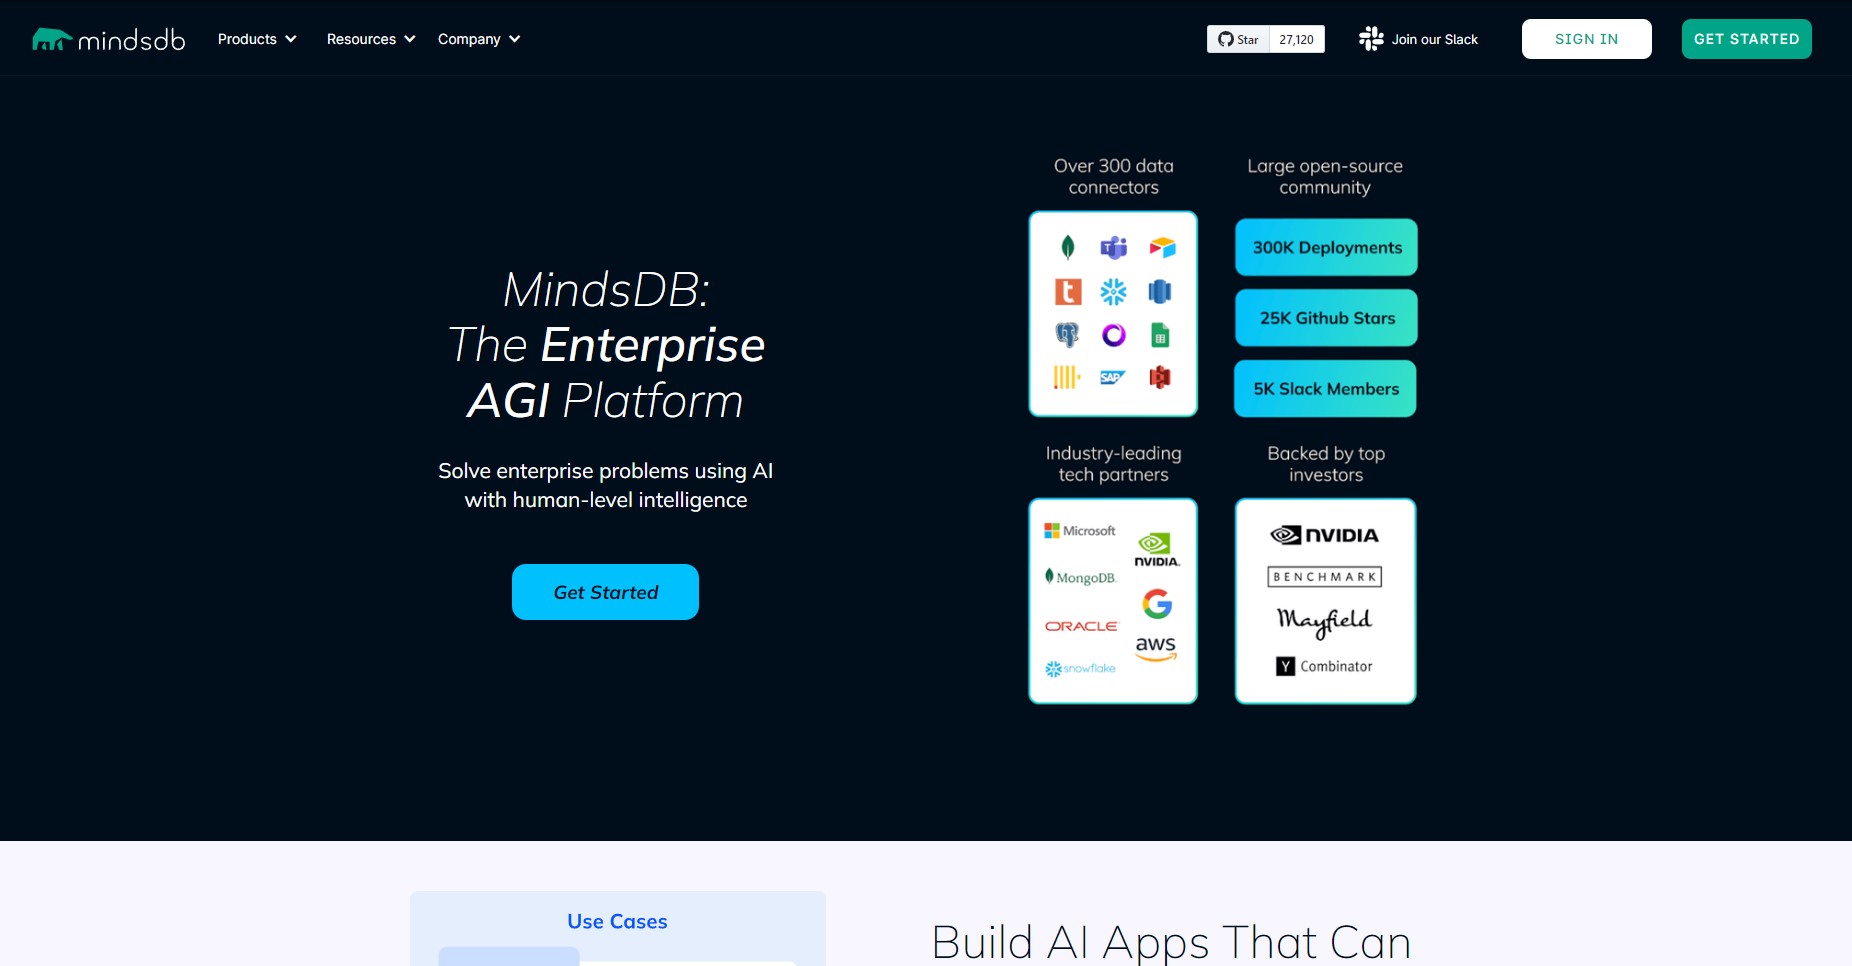 mindsdb
Products
Resources
Company
Star
27,120
Join our Slack
SIGN IN
GET STARTED
MindsDB:
The Enterprise
AGI Platform
Solve enterprise problems using AI
with human-level intelligence
Get Started
Over 300 data
connectors
T
t
SAP
Large open-source
community
300K Deployments
25K Github Stars
5K Slack Members
Industry-leading
tech partners
Microsoft
NVIDIA.
MongoDB.
G
ORACLE
aws
snowflake
Backed by top
investors
NVIDIA
BENCHMARK
Mayfield
Y Combinator
Use Cases
Build AI Apps That Can